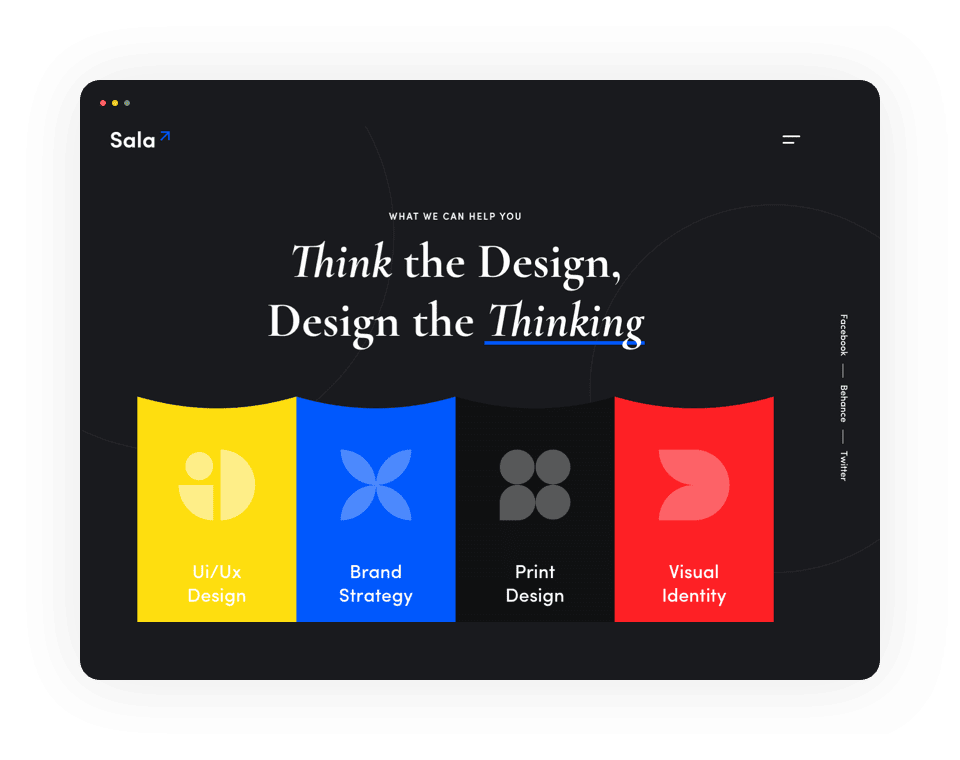 Sala
WHAT WE CAN HELP YOU
Think the Design,
Design the Thinking
Facebook — Behance — Twitter
Ui/Ux
Design
Brand
Strategy
Print
Design
Visual
Identity